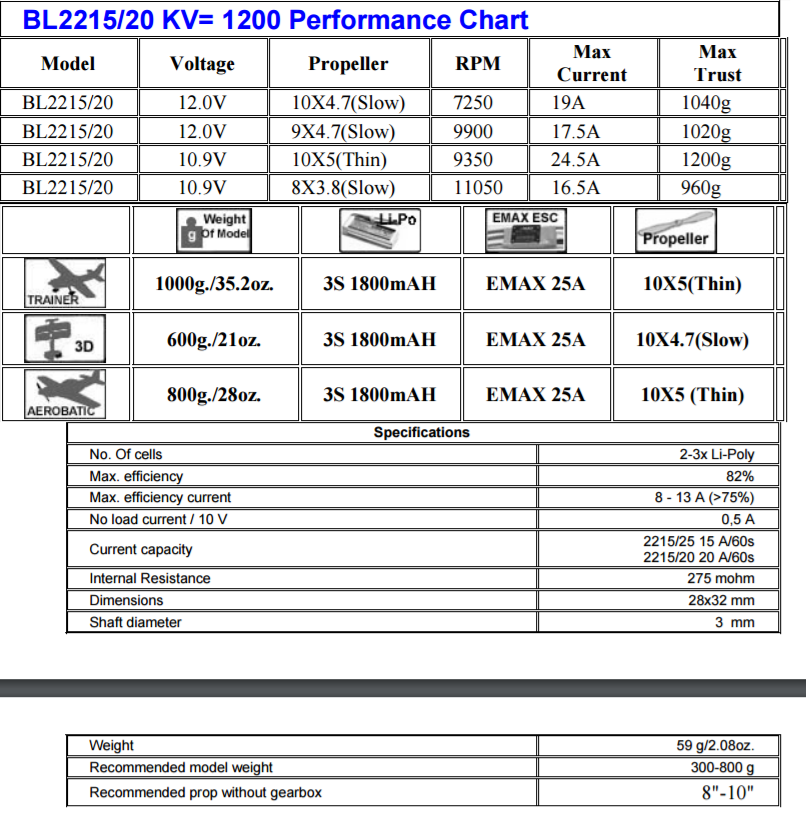 BL2215/20 KV= 1200 Performance Chart
Model Voltage Propeller RPM Max Current Max Trust
BL2215/20 12.0V 10X4.7(Slow) 7250 19A 1040g
BL2215/20 12.0V 9X4.7(Slow) 9900 17.5A 1020g
BL2215/20 10.9V 10X5(Thin) 9350 24.5A 1200g
BL2215/20 10.9V 8X3.8(Slow) 11050 16.5A 960g
Weight Of Model g Li-Po EMAX ESC Propeller
TRAINER 1000g./35.2oz. 3S 1800mAH EMAX 25A 10X5(Thin)
3D 600g./21oz. 3S 1800mAH EMAX 25A 10X4.7(Slow)
AEROBATIC 800g./28oz. 3S 1800mAH EMAX 25A 10X5 (Thin)
Specifications
No. Of cells 2-3x Li-Poly
Max. efficiency 82%
Max. efficiency current 8 - 13 A (>75%)
No load current / 10 V 0,5 A
Current capacity 2215/25 15 A/60s
2215/20 20 A/60s
Internal Resistance 275 mohm
Dimensions 28x32 mm
Shaft diameter 3 mm
Weight 59 g/2.08oz.
Recommended model weight 300-800 g
Recommended prop without gearbox 8"-10"